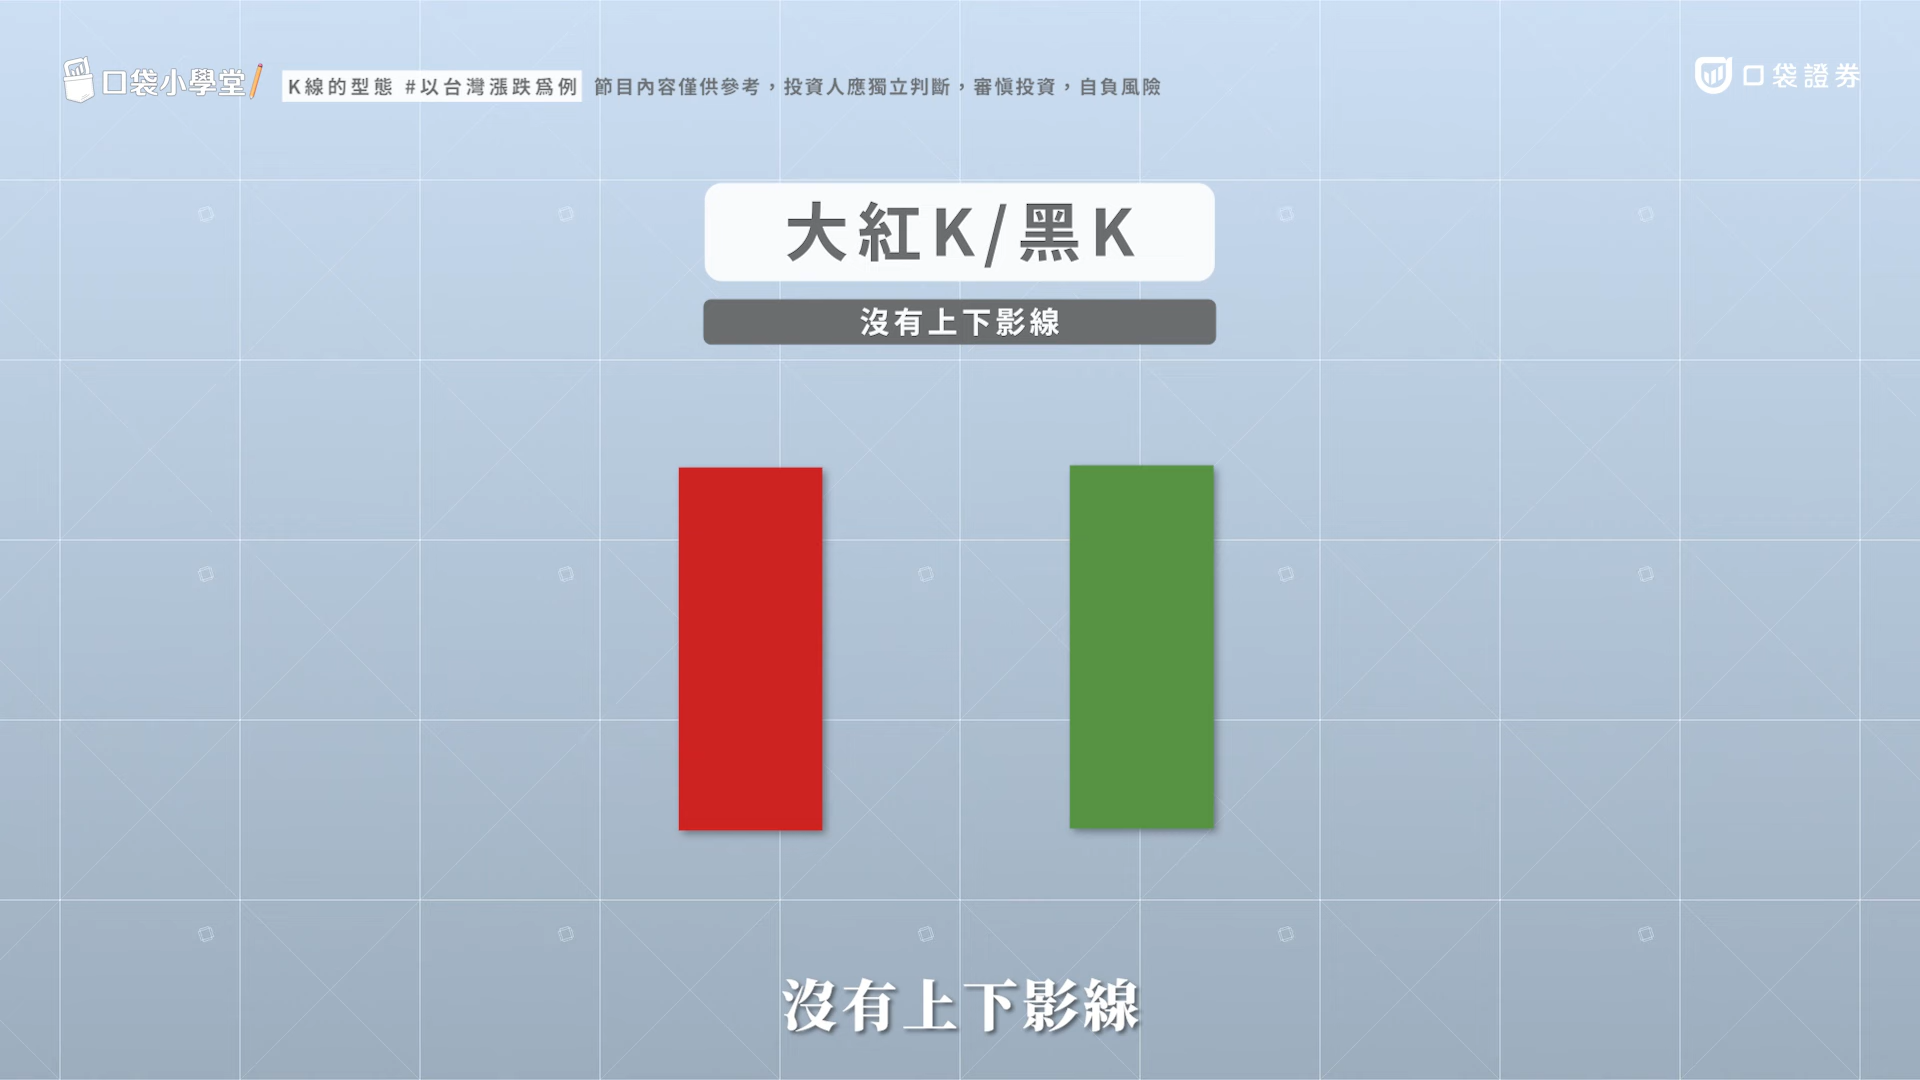 口袋小學堂
K線的型態 #以台灣漲跌爲例
節目內容僅供參考，投資人應獨立判斷，審慎投資，自負風險
口袋證券
大紅K/黑K
沒有上下影線
沒有上下影線